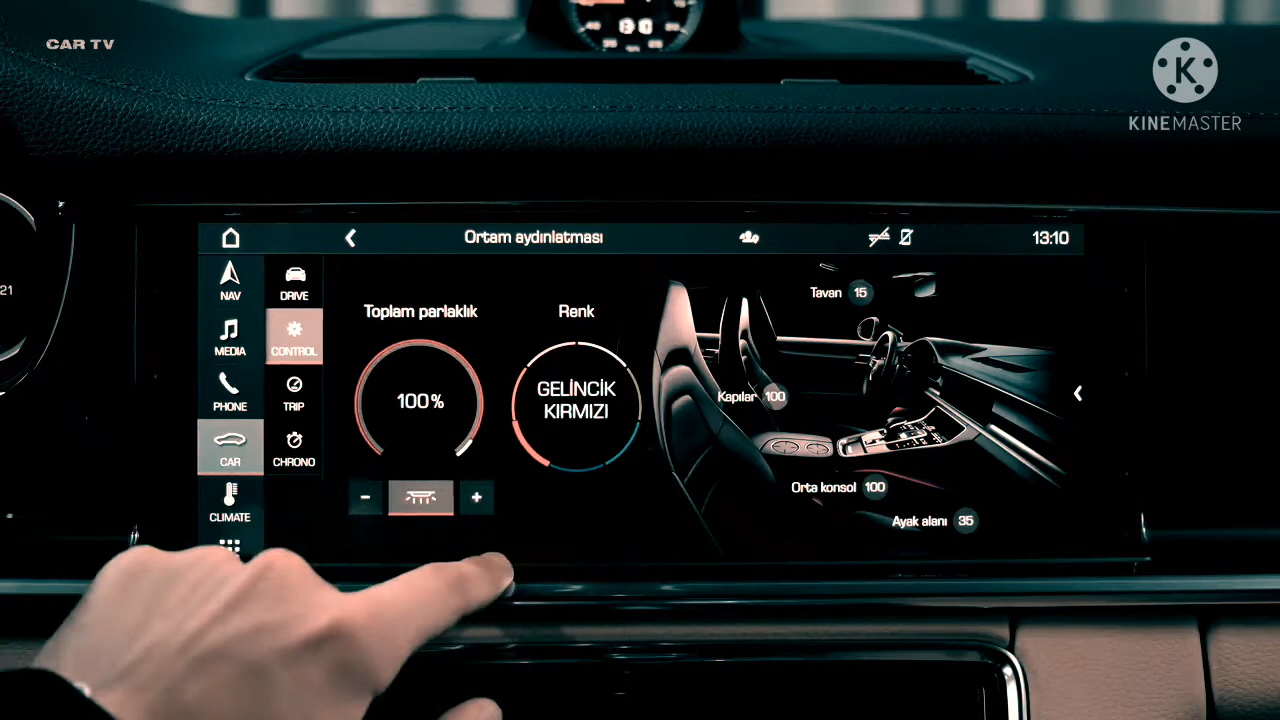 CAR TV
K
KINEMASTER
Ortam aydınlatması
13:10
NAV
DRIVE
MEDIA
CONTROL
PHONE
TRIP
CAR
CHRONO
CLIMATE
Toplam parlaklık
100%
-
+
Renk
GELİNCİK
KIRMIZI
Tavan 15
Kapılar 100
Orta konsol 100
Ayak alanı 35
21